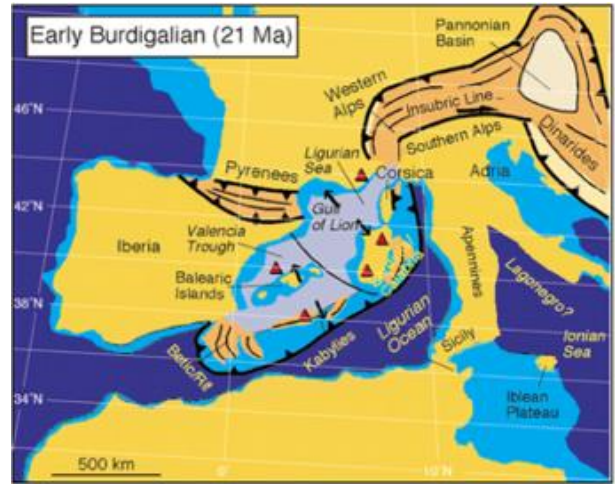 Early Burdigalian (21 Ma)
Pannonian
Basin
46°N
Western
Alps
Insubric Line
Southern Alps
Dinarides
Ligurian
Sea
Pyrenees
Corsica
Adria
42°N
Gulf
of Lion
Iberia
Valencia
Trough
Apennines
Lagonegro?
Balearic
Islands
38°N
Ligurian
Ocean
Ionian
Sea
Kabylies
Sicily
Betic/Rif
34°N
Iblean
Plateau
500 km
0°
10°N